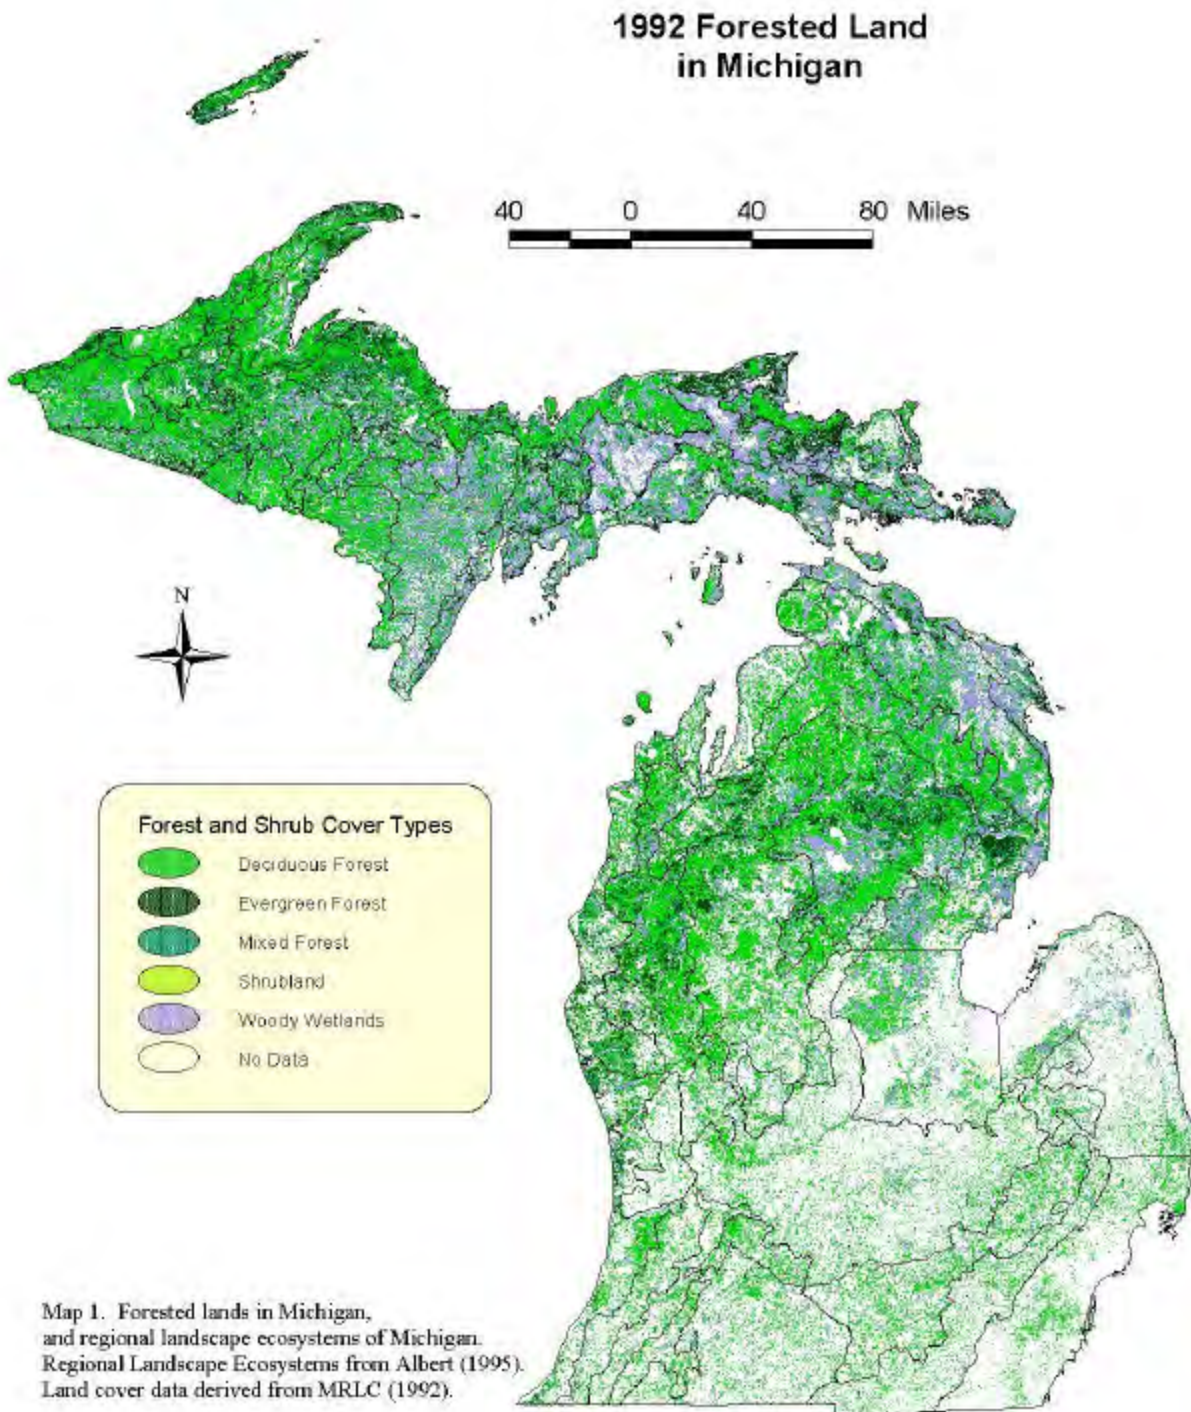 1992 Forested Land
in Michigan
40 0 40 80 Miles
N
Forest and Shrub Cover Types
Deciduous Forest
Evergreen Forest
Mixed Forest
Shrubland
Woody Wetlands
No Data
Map 1. Forested lands in Michigan,
and regional landscape ecosystems of Michigan.
Regional Landscape Ecosystems from Albert (1995).
Land cover data derived from MRLC (1992).